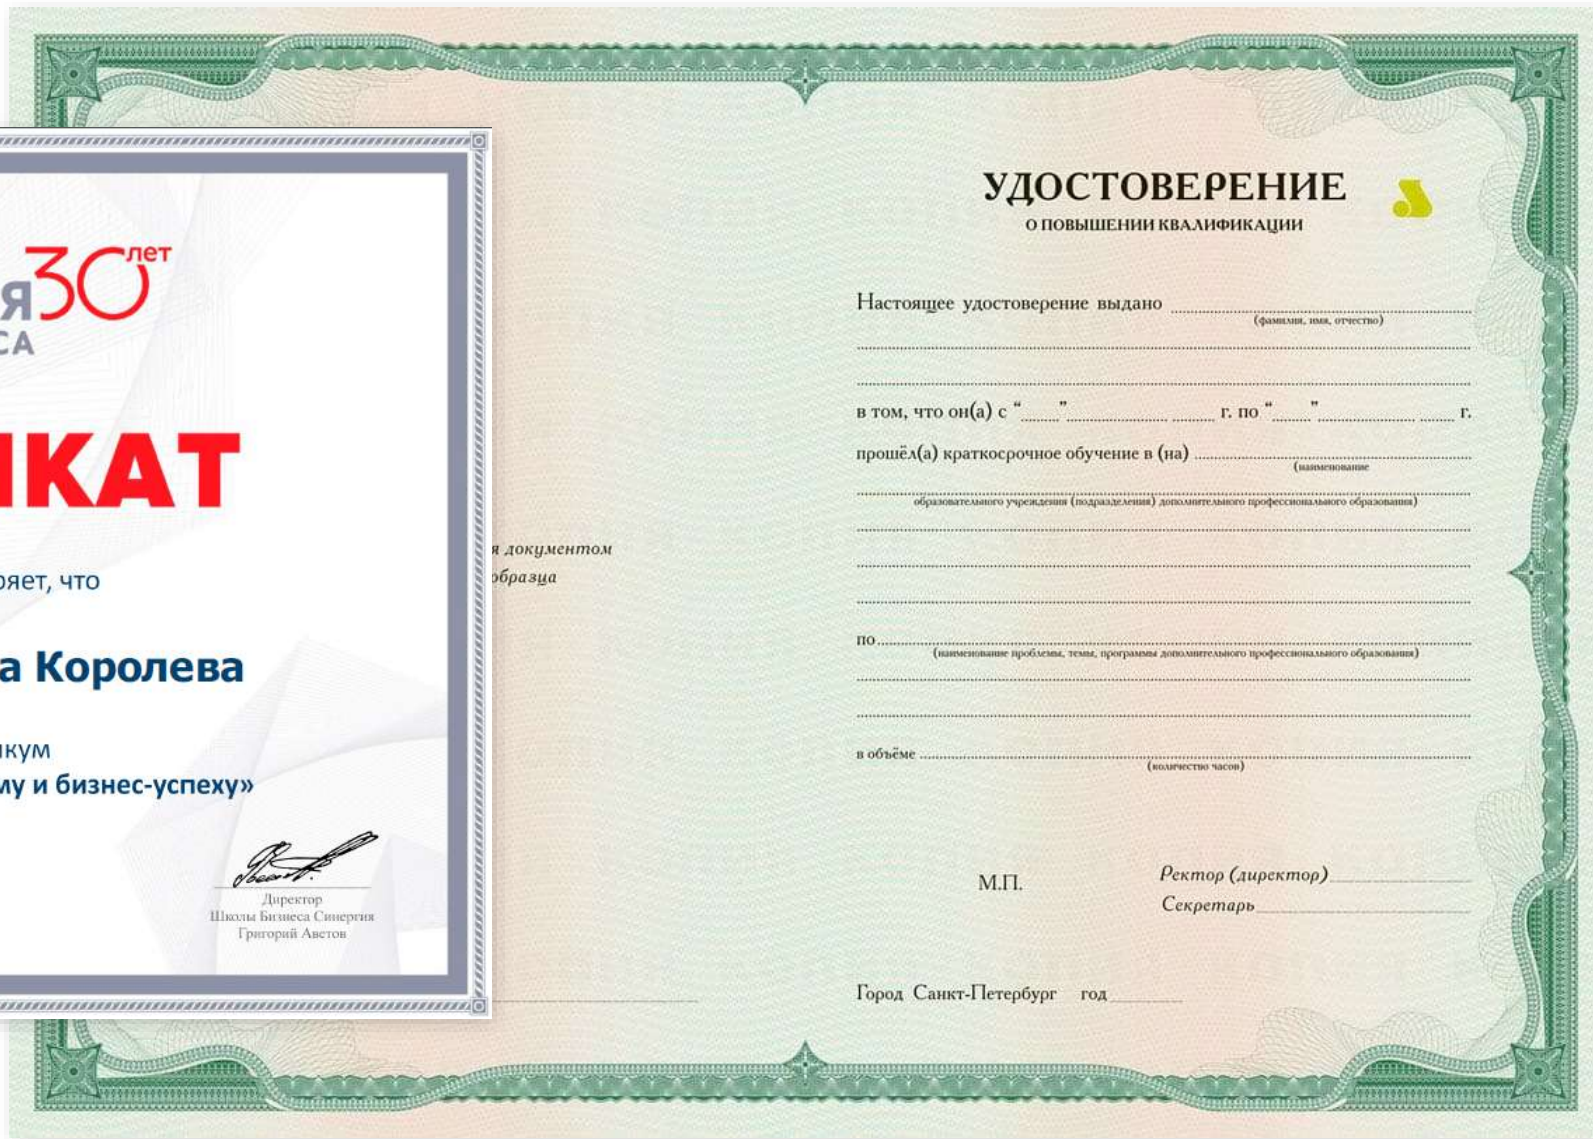 лет
Я30
СА
ИКАТ
ряет, что
а Королева
икум
му и бизнес-успеху»
Директор
Школы Бизнеса Синергия
Григорий Аветов
я документом
образца
УДОСТОВЕРЕНИЕ
О ПОВЫШЕНИИ КВАЛИФИКАЦИИ
Настоящее удостоверение выдано
(фамилия, имя, отчество)
в том, что он(а) с “ ” г. по “ ” г.
прошёл(а) краткосрочное обучение в (на)
(наименование
образовательного учреждения (подразделения) дополнительного профессионального образования)
по
(наименование проблемы, темы, программы дополнительного профессионального образования)
в объёме
(количество часов)
М.П.
Ректор (директор)
Секретарь
Город Санкт-Петербург год